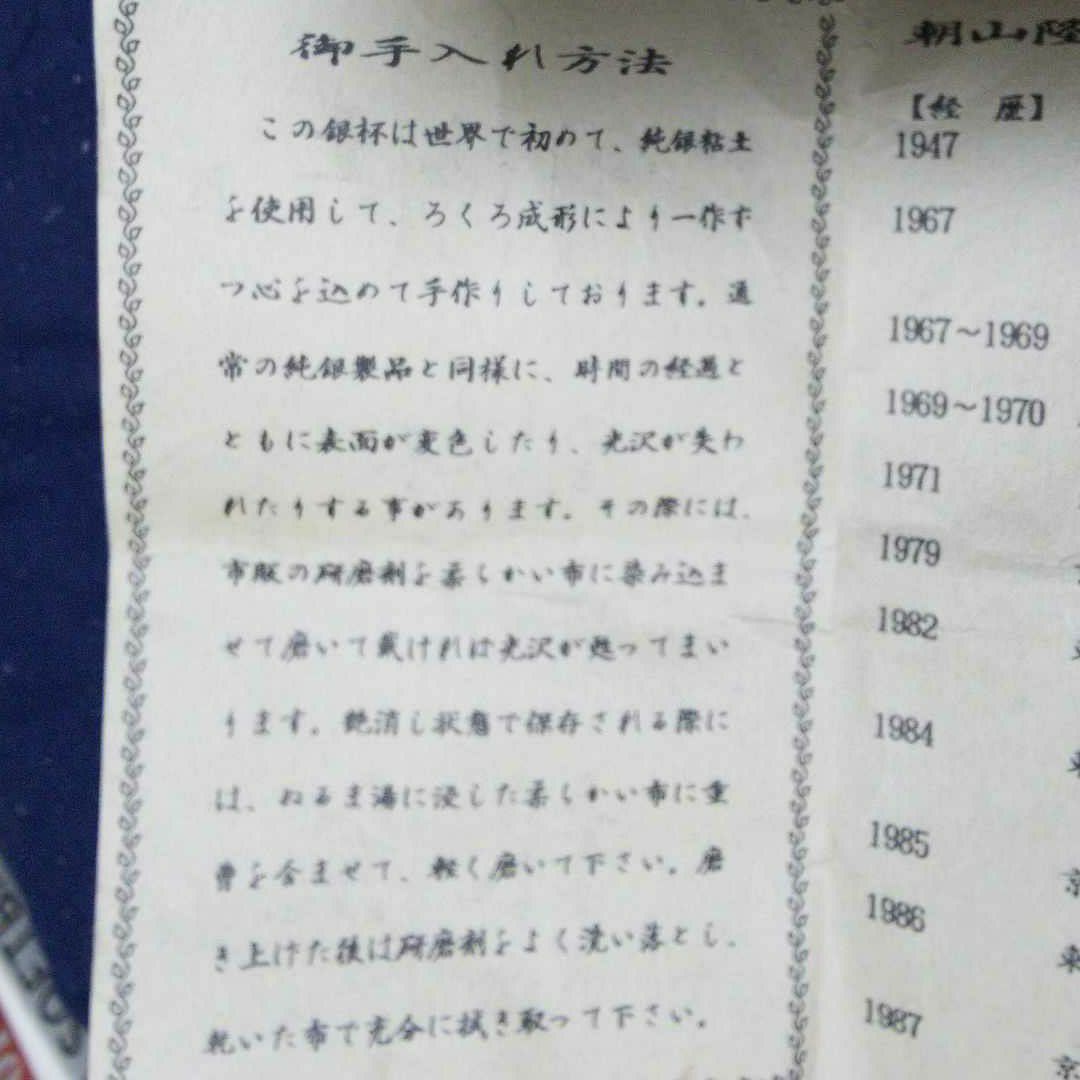 御手入れ方法
この銀杯は世界で初めて、純銀粘土
を使用して、ろくろ成形により一作ず
つ心を込めて手作りしております。通
常の純銀製品と同様に、時間の経過と
ともに表面が変色したり、光沢が失わ
れたりする事があります。その際には、
市販の研磨剤を柔らかい布に染み込ま
せて磨いて戴ければ光沢が甦ってまい
ります。艶消し状態で保存される際に
は、ぬるま湯に浸した柔らかい布に重
曹を含ませて、軽く磨いて下さい。磨
き上げた後は研磨剤をよく洗い落とし、
乾いた布で充分に拭き取って下さい。
朝山隆
【経 歴】
1947
1967
1967～1969
1969～1970
1971
1979
1982
1984
1985
京
1986
東
1987
京